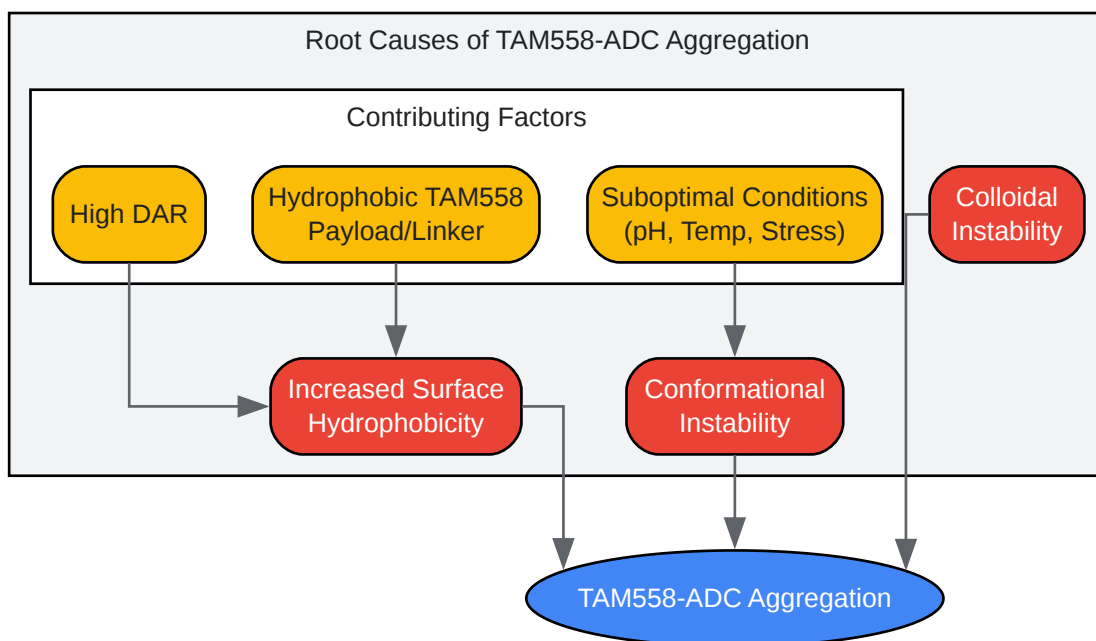 Root Causes of TAM558-ADC Aggregation
Contributing Factors
High DAR
Hydrophobic TAM558
Payload/Linker
Suboptimal Conditions
(pH, Temp, Stress)
Colloidal
Instability
Increased Surface
Hydrophobicity
Conformational
Instability
TAM558-ADC Aggregation